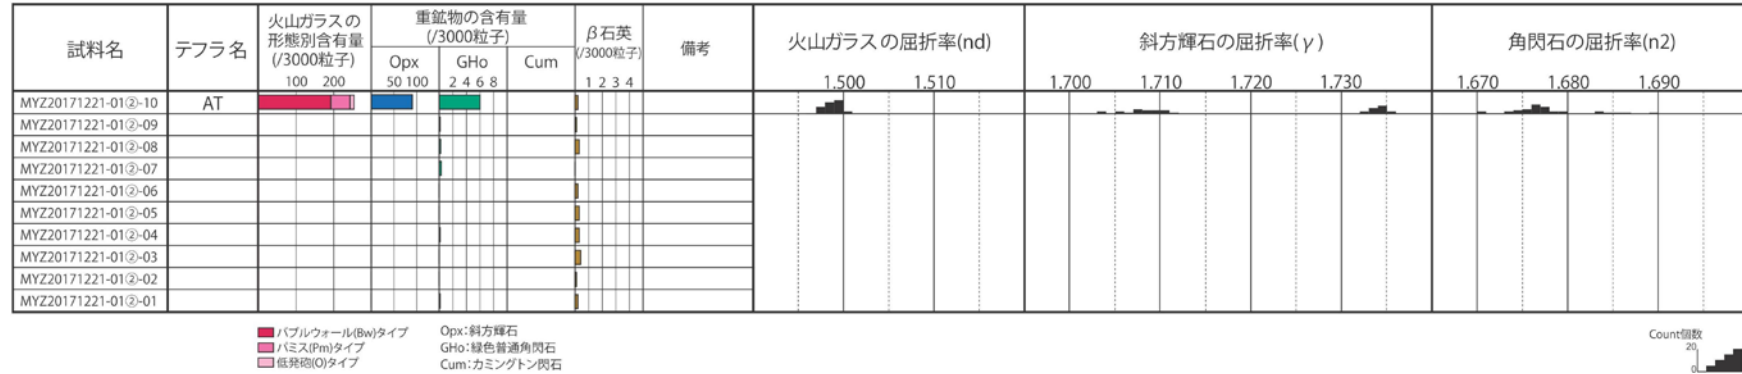 試料名 テフラ名 火山ガラスの形態別含有量(/3000粒子) 重鉱物の含有量(/3000粒子) β石英(/3000粒子) 備考 火山ガラスの屈折率(nd) 斜方輝石の屈折率(γ) 角閃石の屈折率(n2)
Opx GHo Cum
100 200 50 100 2 4 6 8 1 2 3 4 1.500 1.510 1.700 1.710 1.720 1.730 1.670 1.680 1.690
MYZ20171221-01②-10 AT
MYZ20171221-01②-09
MYZ20171221-01②-08
MYZ20171221-01②-07
MYZ20171221-01②-06
MYZ20171221-01②-05
MYZ20171221-01②-04
MYZ20171221-01②-03
MYZ20171221-01②-02
MYZ20171221-01②-01
バブルウォール(Bw)タイプ Opx:斜方輝石
パミス(Pm)タイプ GHo:緑色普通角閃石
低発砲(O)タイプ Cum:カミングトン閃石
Count個数
20
0